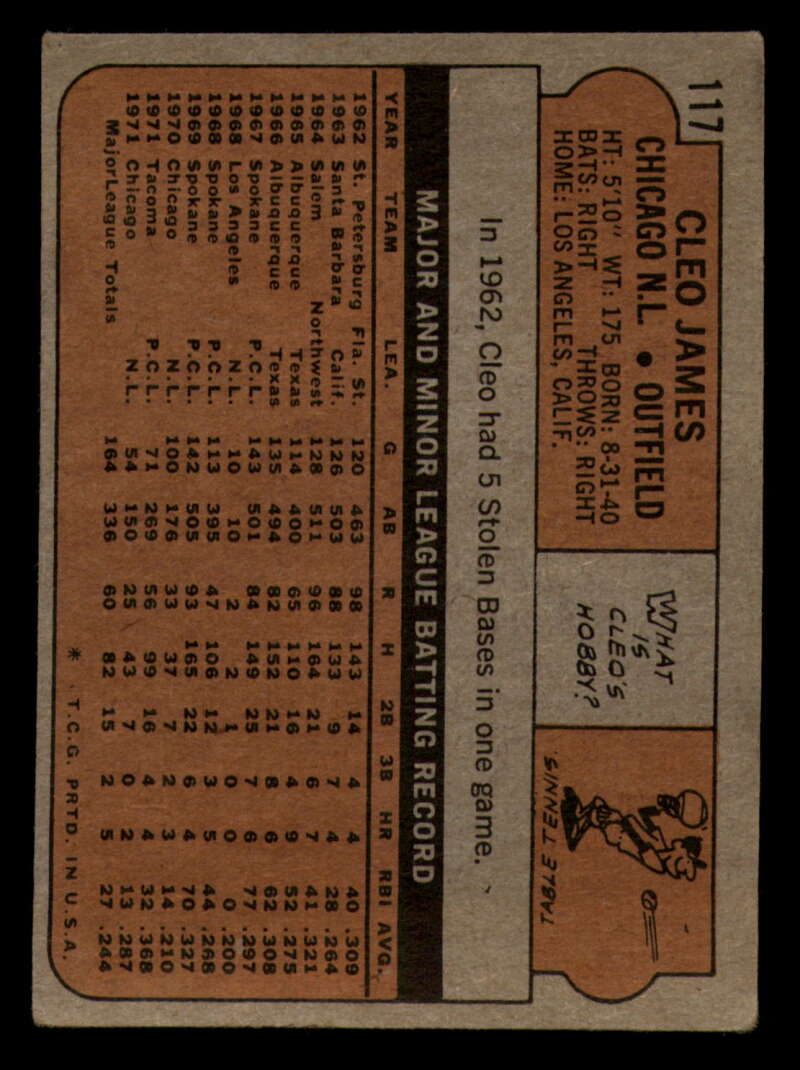 117
CLEO JAMES
CHICAGO N.L. • OUTFIELD
HT: 5'10" WT: 175 BORN: 8-31-40
BATS: RIGHT THROWS: RIGHT
HOME: LOS ANGELES, CALIF.
WHAT
IS
CLEO'S
HOBBY?
TABLE TENNIS
In 1962, Cleo had 5 Stolen Bases in one game.
MAJOR AND MINOR LEAGUE BATTING RECORD
YEAR TEAM LEA. G AB R H 2B 3B HR RBI AVG.
1962 St. Petersburg Fla. St. 120 463 98 143 14 4 4 40 .309
1963 Santa Barbara Calif. 126 503 88 133 9 7 4 28 .264
1964 Salem Northwest 128 511 96 164 21 6 7 41 .321
1965 Albuquerque Texas 114 400 65 110 16 4 9 52 .275
1966 Albuquerque Texas 135 494 82 152 21 8 6 62 .308
1967 Spokane P.C.L. 143 501 84 149 25 7 6 77 .297
1968 Los Angeles N.L. 10 10 2 2 1 0 0 0 .200
1968 Spokane P.C.L. 113 395 47 106 12 3 5 44 .268
1969 Spokane P.C.L. 142 505 93 165 22 6 4 70 .327
1970 Chicago N.L. 100 176 33 37 7 2 3 14 .210
1971 Tacoma P.C.L. 71 269 56 99 16 4 4 32 .368
1971 Chicago N.L. 54 150 25 43 7 0 2 13 .287
Major League Totals 164 336 60 82 15 2 5 27 .244
* T.C.G. PRTD. IN U.S.A.